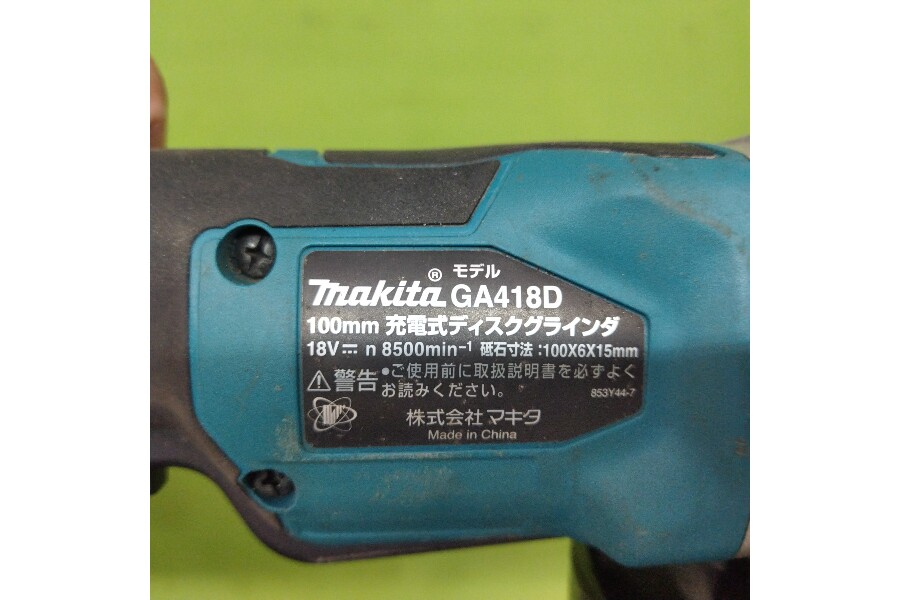 モデル
makita® GA418D
100mm 充電式ディスクグラインダ
18V⎓ n 8500min⁻¹ 砥石寸法：100X6X15mm
⚠警告 ●ご使用前に取扱説明書を必ずよく
お読みください。
853Y44-7
株式会社 マキタ
Made in China